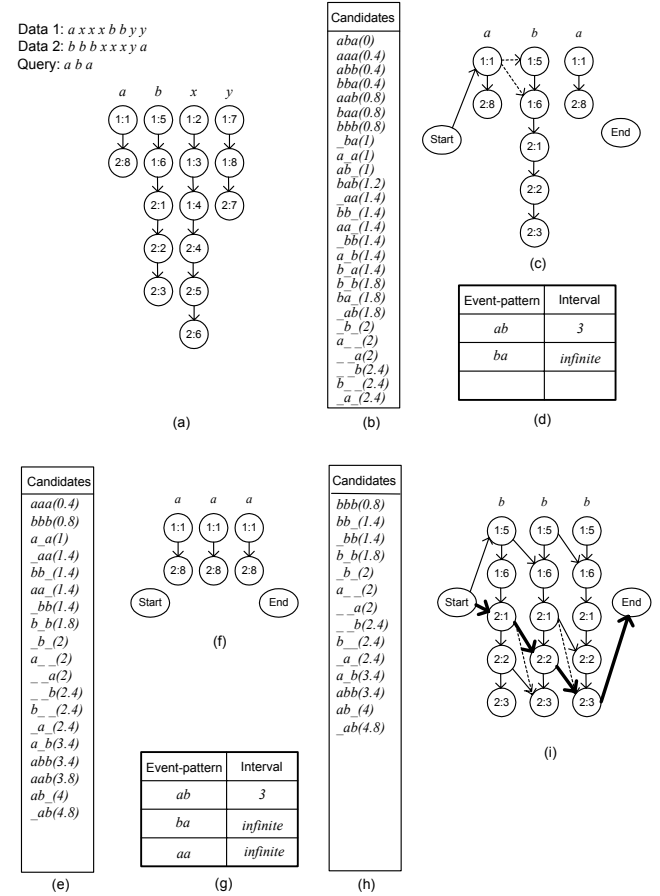 Data 1: a x x x b b y y
Data 2: b b b x x x y a
Query: a b a
a b x y
1:1 1:5 1:2 1:7
2:8 1:6 1:3 1:8
2:1 1:4 2:7
2:2 2:4
2:3 2:5
2:6
(a)
Candidates
aba(0)
aaa(0.4)
abb(0.4)
bba(0.4)
aab(0.8)
baa(0.8)
bbb(0.8)
_ba(1)
a_a(1)
ab_(1)
bab(1.2)
_aa(1.4)
bb_(1.4)
aa_(1.4)
_bb(1.4)
a_b(1.4)
b_a(1.4)
b_b(1.8)
ba_(1.8)
_ab(1.8)
_b_(2)
a_ _(2)
_ _a(2)
_ _b(2.4)
b_ _(2.4)
_a_(2.4)
(b)
a b a
1:1 1:5 1:1
2:8 1:6 2:8
Start End
2:1
2:2
2:3
(c)
Event-pattern Interval
ab 3
ba infinite
(d)
Candidates
aaa(0.4)
bbb(0.8)
a_a(1)
_aa(1.4)
bb_(1.4)
aa_(1.4)
_bb(1.4)
b_b(1.8)
_b_(2)
a_ _(2)
_ _a(2)
_ _b(2.4)
b_ _(2.4)
_a_(2.4)
a_b(3.4)
abb(3.4)
aab(3.8)
ab_(4)
_ab(4.8)
(e)
a a a
1:1 1:1 1:1
2:8 2:8 2:8
Start End
(f)
Event-pattern Interval
ab 3
ba infinite
aa infinite
(g)
Candidates
bbb(0.8)
bb_(1.4)
_bb(1.4)
b_b(1.8)
_b_(2)
a_ _(2)
_ _a(2)
_ _b(2.4)
b_ _(2.4)
_a_(2.4)
a_b(3.4)
abb(3.4)
ab_(4)
_ab(4.8)
(h)
b b b
1:5 1:5 1:5
1:6 1:6 1:6
Start End
2:1 2:1 2:1
2:2 2:2 2:2
2:3 2:3 2:3
(i)